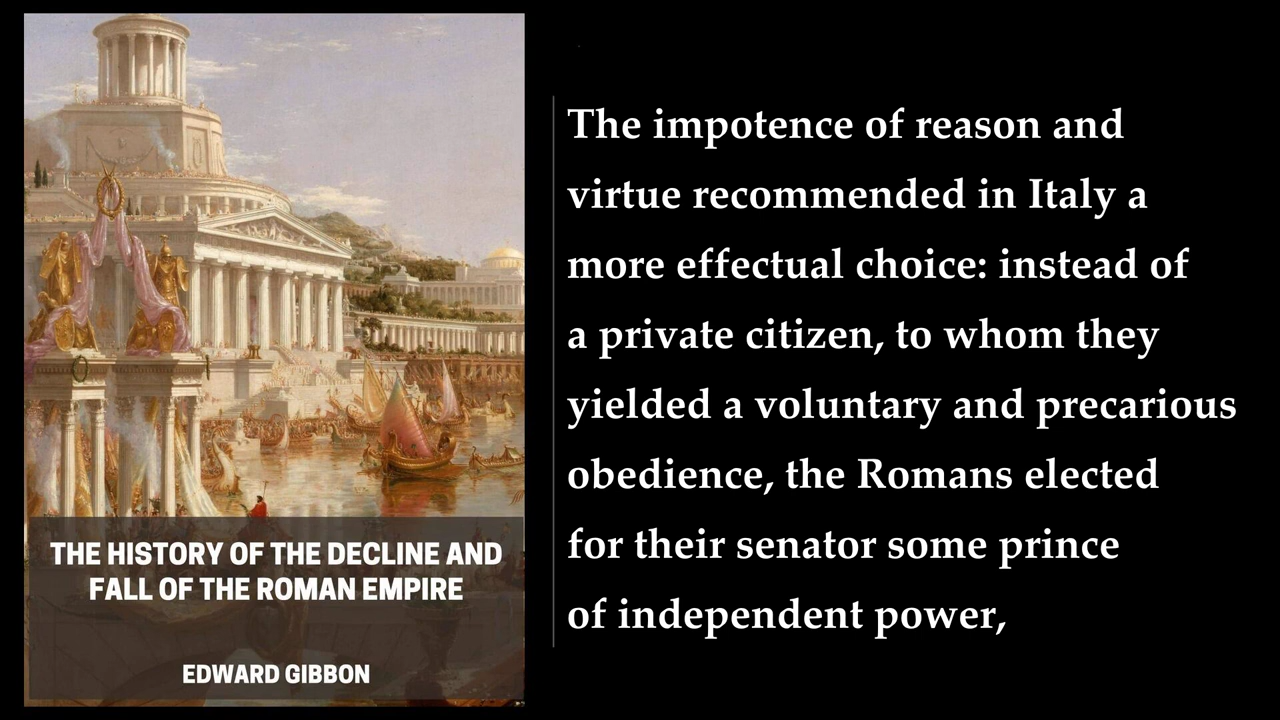 THE HISTORY OF THE DECLINE AND
FALL OF THE ROMAN EMPIRE
EDWARD GIBBON
The impotence of reason and
virtue recommended in Italy a
more effectual choice: instead of
a private citizen, to whom they
yielded a voluntary and precarious
obedience, the Romans elected
for their senator some prince
of independent power,